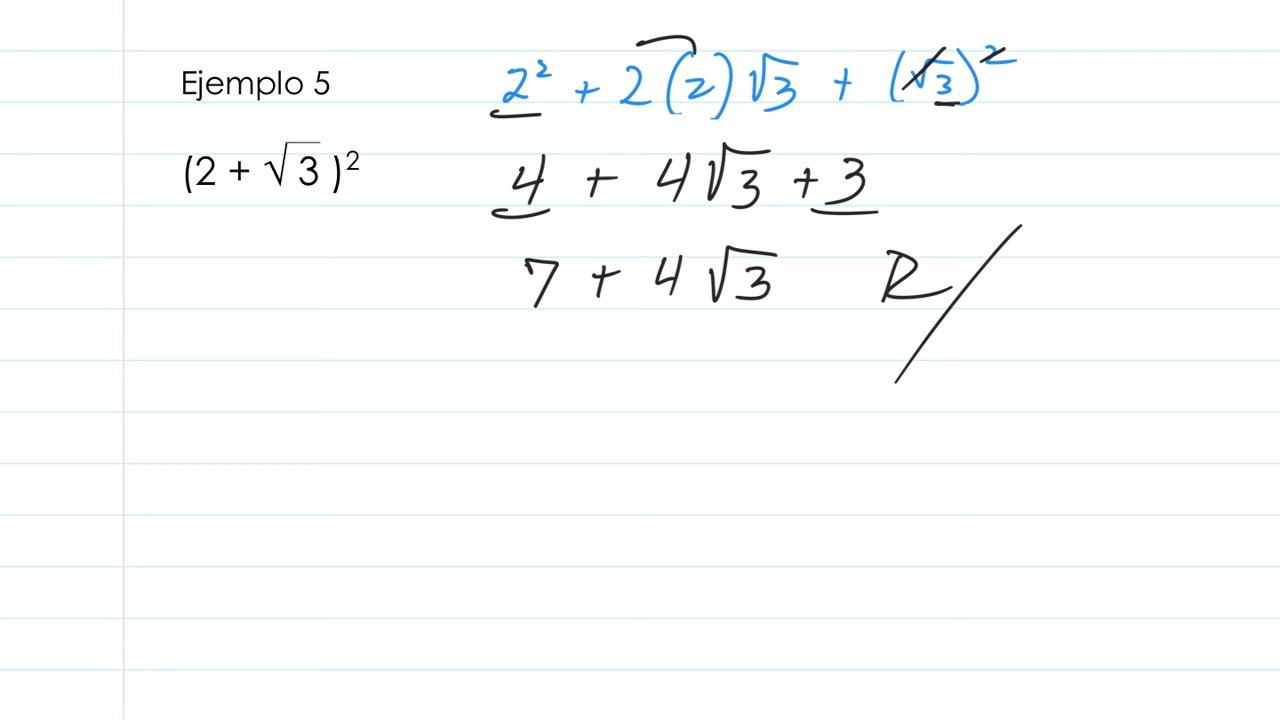 Ejemplo 5
(2 + √3 )²
2² + 2(2)√3 + (√3)²
4 + 4√3 + 3
7 + 4√3 R/